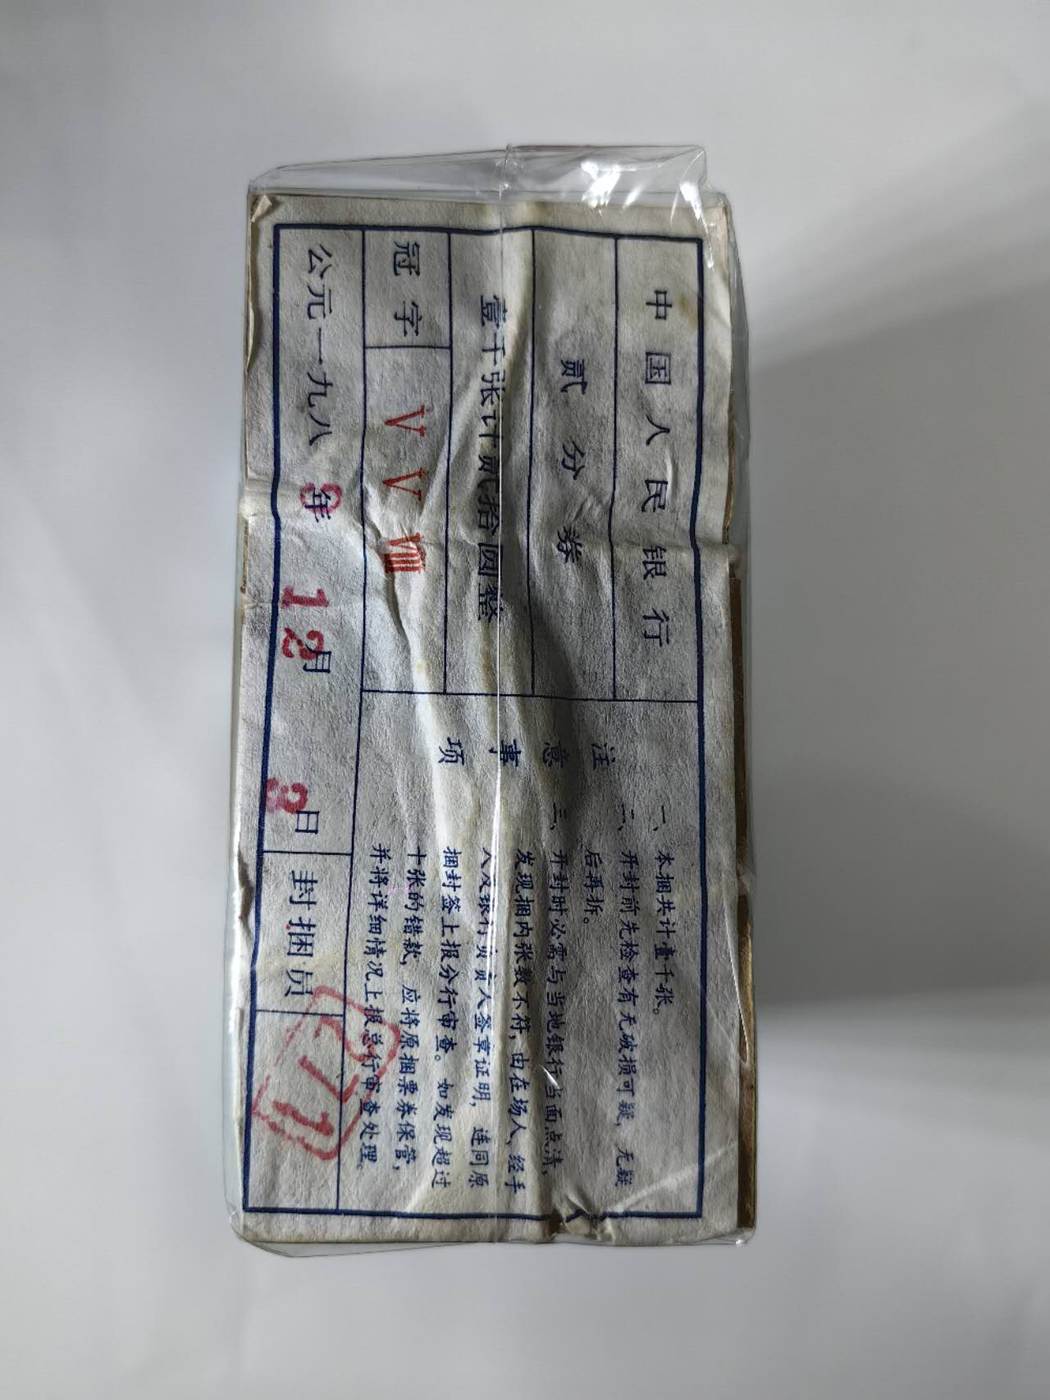 中国人民银行
贰分券
壹千张计贰拾圆整
冠字 VVⅧ
公元一九八9年12月3日
封捆员
注意事项
一、本捆共计壹千张。
二、开封前先检查有无破损可疑，无疑
后再拆。
三、开封时必需与当地银行当面点清，
发现捆内张数不符，由在场人、经手
人及银行负责人签章证明，连同原
捆封签上报分行审查。如发现超过
十张的错款，应将原捆票券保管，
并将详细情况上报总行审查处理。